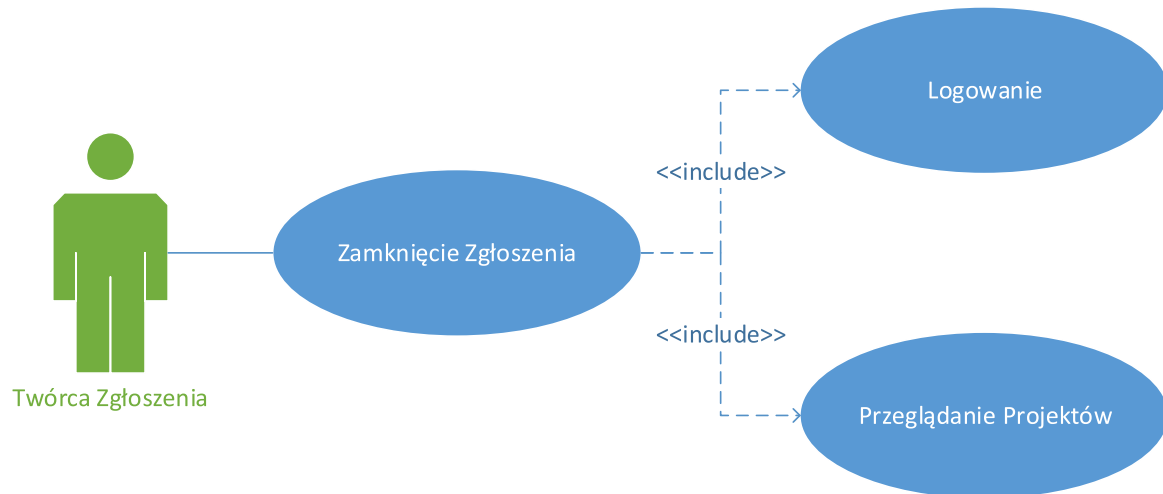 Logowanie
<<include>>
Zamknięcie Zgłoszenia
<<include>>
Twórca Zgłoszenia
Przeglądanie Projektów